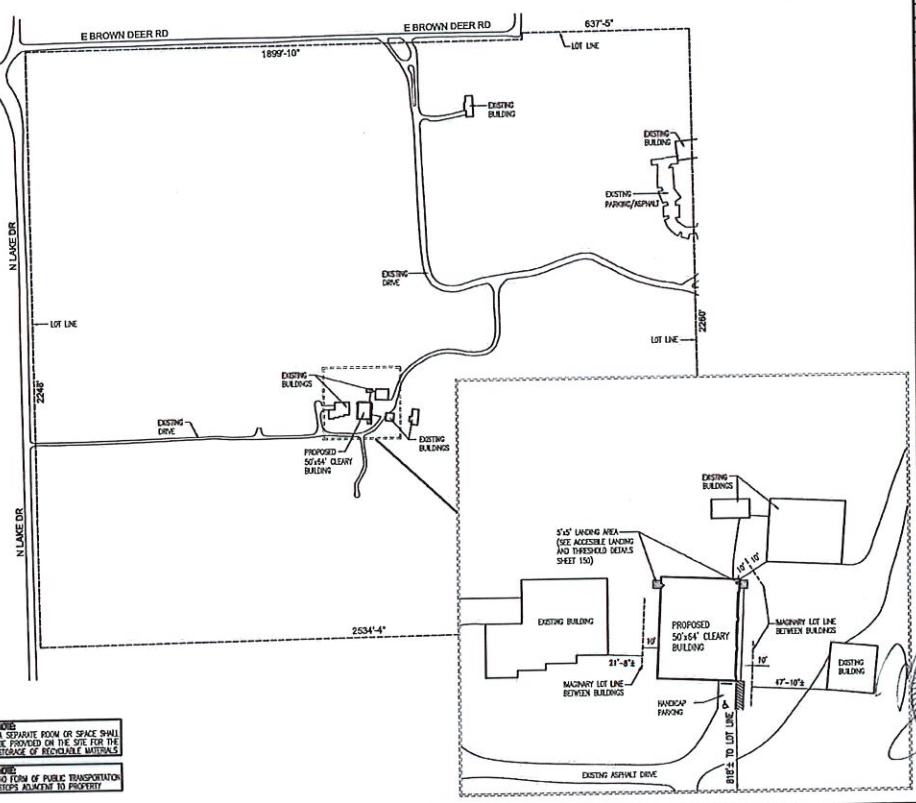 E BROWN DEER RD
E BROWN DEER RD
637'-5"
1899'-10"
LOT LINE
EXISTING
BUILDING
EXISTING
BUILDING
EXISTING
PARKING/ASPHALT
N LAKE DR
EXISTING
DRIVE
LOT LINE
2260'
LOT LINE
2248'
EXISTING
BUILDINGS
EXISTING
DRIVE
EXISTING
BUILDINGS
PROPOSED
50'x64' CLEARY
BUILDING
N LAKE DR
2534'-4"
EXISTING
BUILDINGS
5'x5' LANDING AREA
(SEE ACCESIBLE LANDING
AND THRESHOLD DETAILS
SHEET 150)
10'
10'
EXISTING BUILDING
PROPOSED
50'x64' CLEARY
BUILDING
MAGINARY LOT LINE
BETWEEN BUILDINGS
10'
21'-8"±
10'
EXISTING
BUILDING
47'-10"±
MAGINARY LOT LINE
BETWEEN BUILDINGS
HANDICAP
PARKING
818'± TO LOT LINE
EXISTING ASPHALT DRIVE
NOTE:
A SEPARATE ROOM OR SPACE SHALL
BE PROVIDED ON THE SITE FOR THE
STORAGE OF RECYCLABLE MATERIALS
NOTE:
NO FORM OF PUBLIC TRANSPORTATION
STOPS ADJACENT TO PROPERTY